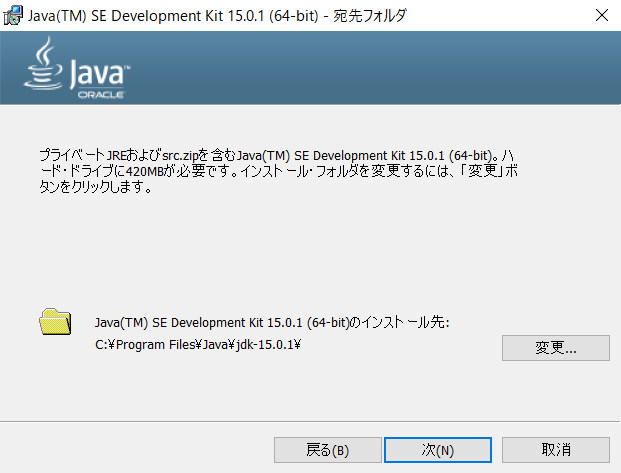 Java(TM) SE Development Kit 15.0.1 (64-bit) - 宛先フォルダ
Java™
ORACLE
プライベートJREおよびsrc.zipを含むJava(TM) SE Development Kit 15.0.1 (64-bit)。ハ
ード・ドライブに420MBが必要です。インストール・フォルダを変更するには、「変更」ボ
タンをクリックします。
Java(TM) SE Development Kit 15.0.1 (64-bit)のインストール先:
C:¥Program Files¥Java¥jdk-15.0.1¥
変更...
戻る(B)
次(N)
取消